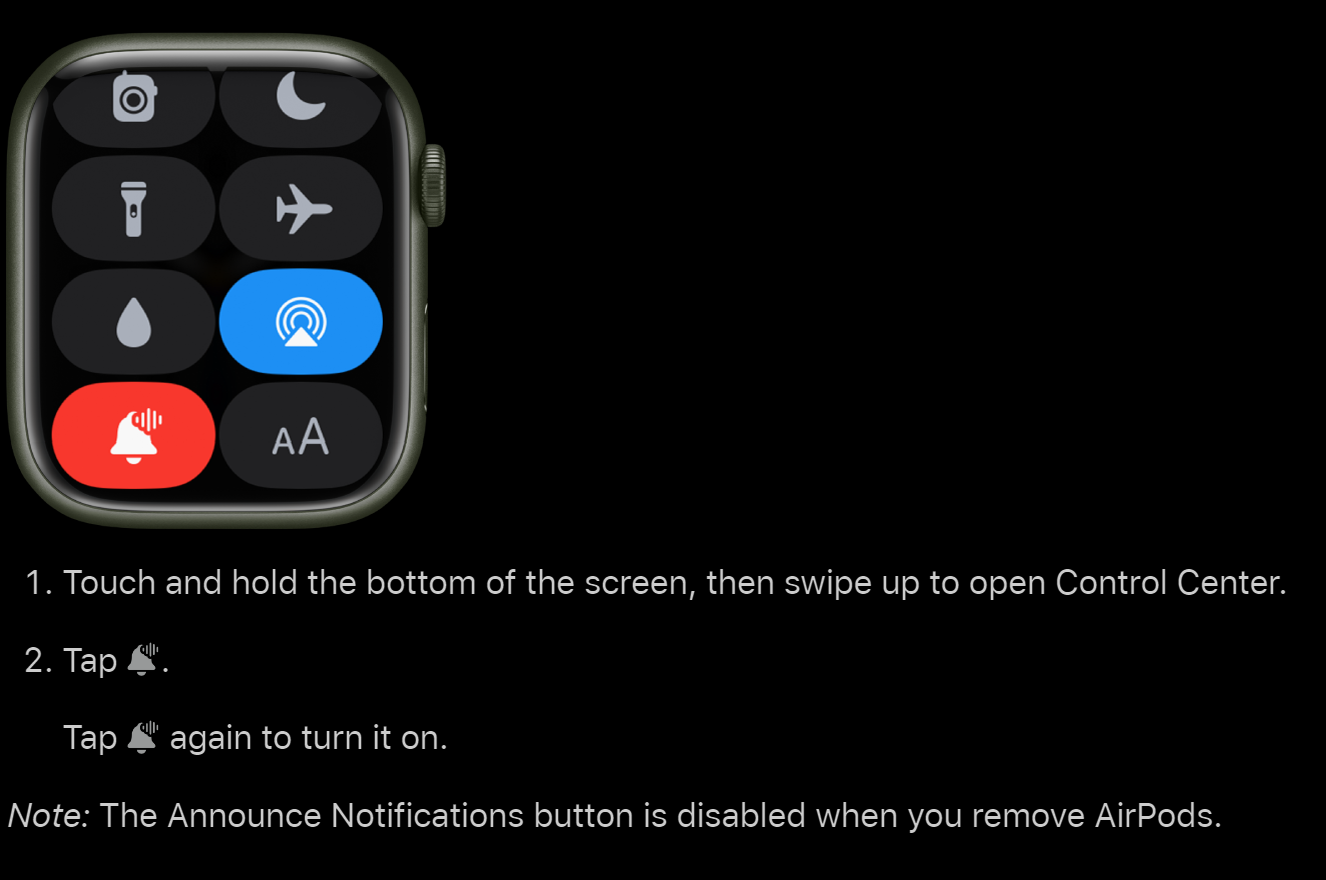 AA
1. Touch and hold the bottom of the screen, then swipe up to open Control Center.
2. Tap .
Tap again to turn it on.
Note: The Announce Notifications button is disabled when you remove AirPods.